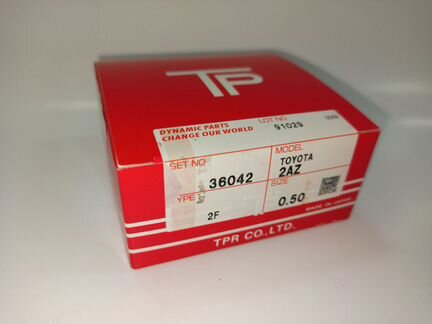 TP
DYNAMIC PARTS
CHANGE OUR WORLD
LOT NO.
91029
SET NO
36042
MODEL
TOYOTA
2AZ
YPE
2F
SIZE
0.50
MADE IN JAPAN
TPR CO.,LTD.